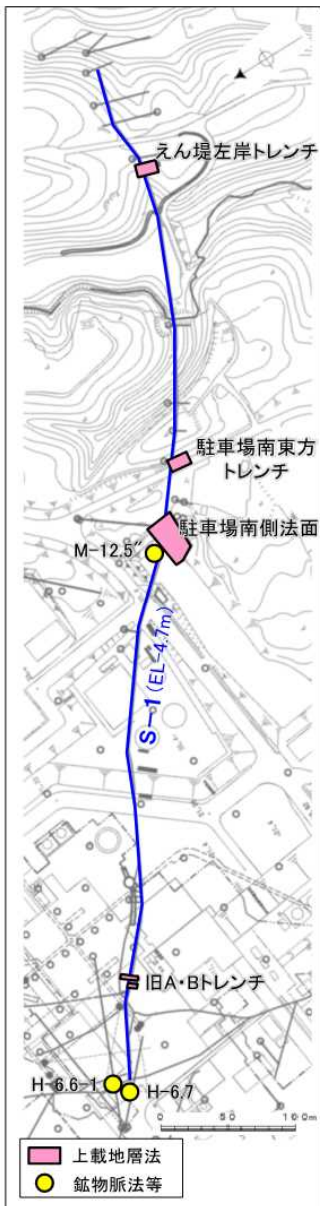 えん堤左岸トレンチ
駐車場南東方
トレンチ
駐車場南側法面
M-12.5"
S-1(EL-4.7m)
旧A・Bトレンチ
H-6.6-1
H-6.7
0 50 100m
上載地層法
鉱物脈法等